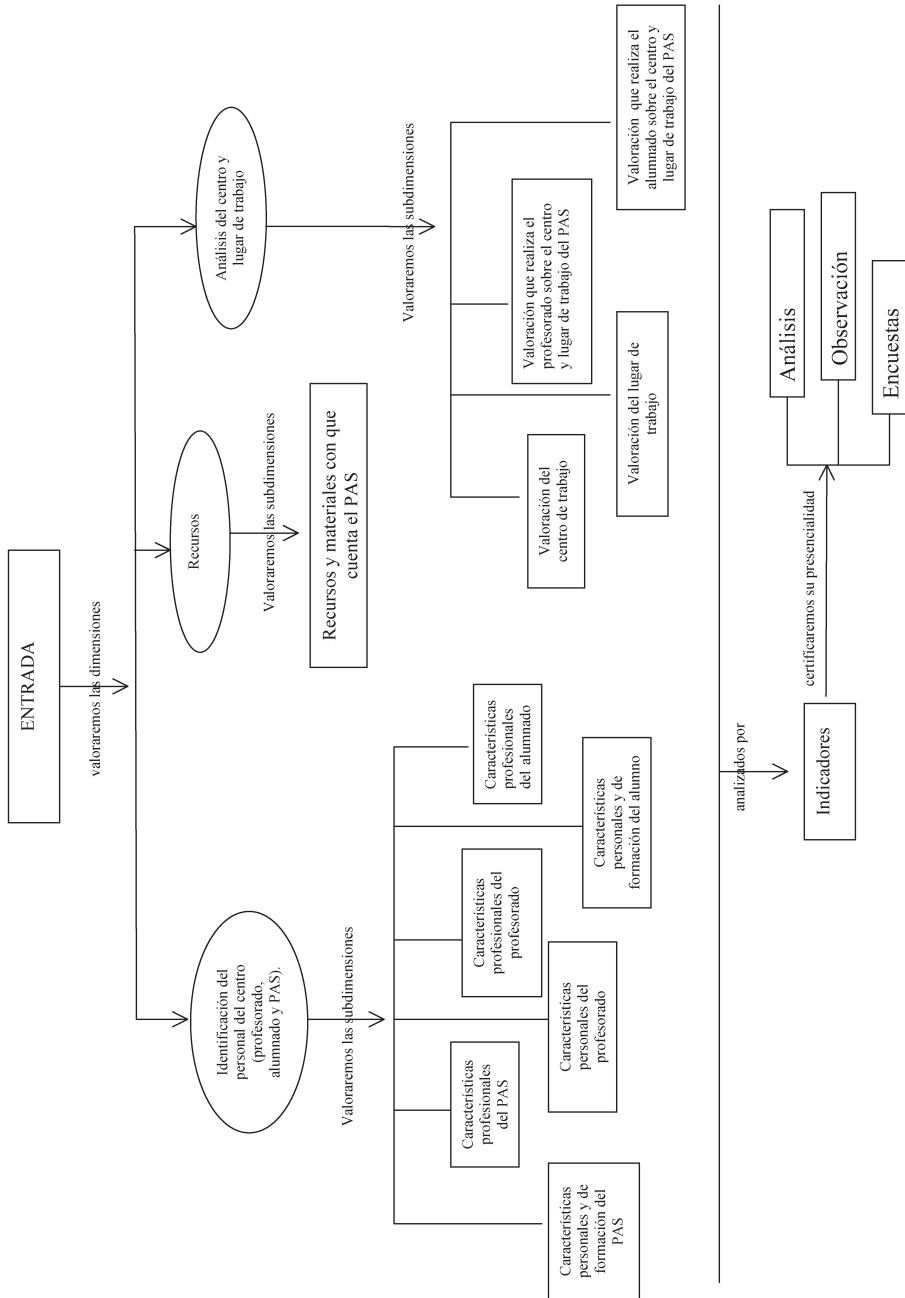 ENTRADA
valoraremos las dimensiones
Identificación del
personal del centro
(profesorado,
alumnado y PAS).
Recursos
Análisis del centro y
lugar de trabajo
Valoraremos las subdimensiones
Valoraremos las subdimensiones
Valoraremos las subdimensiones
Recursos y materiales con que
cuenta el PAS
Características
personales y de
formación del
PAS
Características
profesionales
del PAS
Características
personales del
profesorado
Características
profesionales del
profesorado
Características
personales y de
formación del alumno
Características
profesionales
del alumnado
Valoración del
centro de trabajo
Valoración del lugar de
trabajo
Valoración que realiza el
profesorado sobre el centro
y lugar de trabajo del PAS
Valoración que realiza el
alumnado sobre el centro y
lugar de trabajo del PAS
analizados por
Indicadores
certificaremos su presencialidad
Análisis
Observación
Encuestas